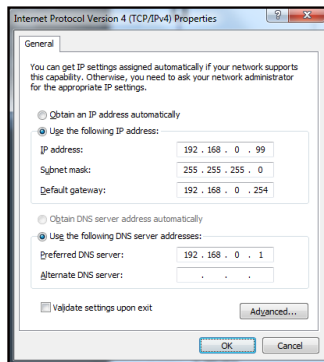 Internet Protocol Version 4 (TCP/IPv4) Properties
General
You can get IP settings assigned automatically if your network supports
this capability. Otherwise, you need to ask your network administrator
for the appropriate IP settings.
Obtain an IP address automatically
Use the following IP address:
IP address: 192 . 168 . 0 . 99
Subnet mask: 255 . 255 . 255 . 0
Default gateway: 192 . 168 . 0 . 254
Obtain DNS server address automatically
Use the following DNS server addresses:
Preferred DNS server: 192 . 168 . 0 . 1
Alternate DNS server: . . .
Validate settings upon exit
Advanced...
OK Cancel